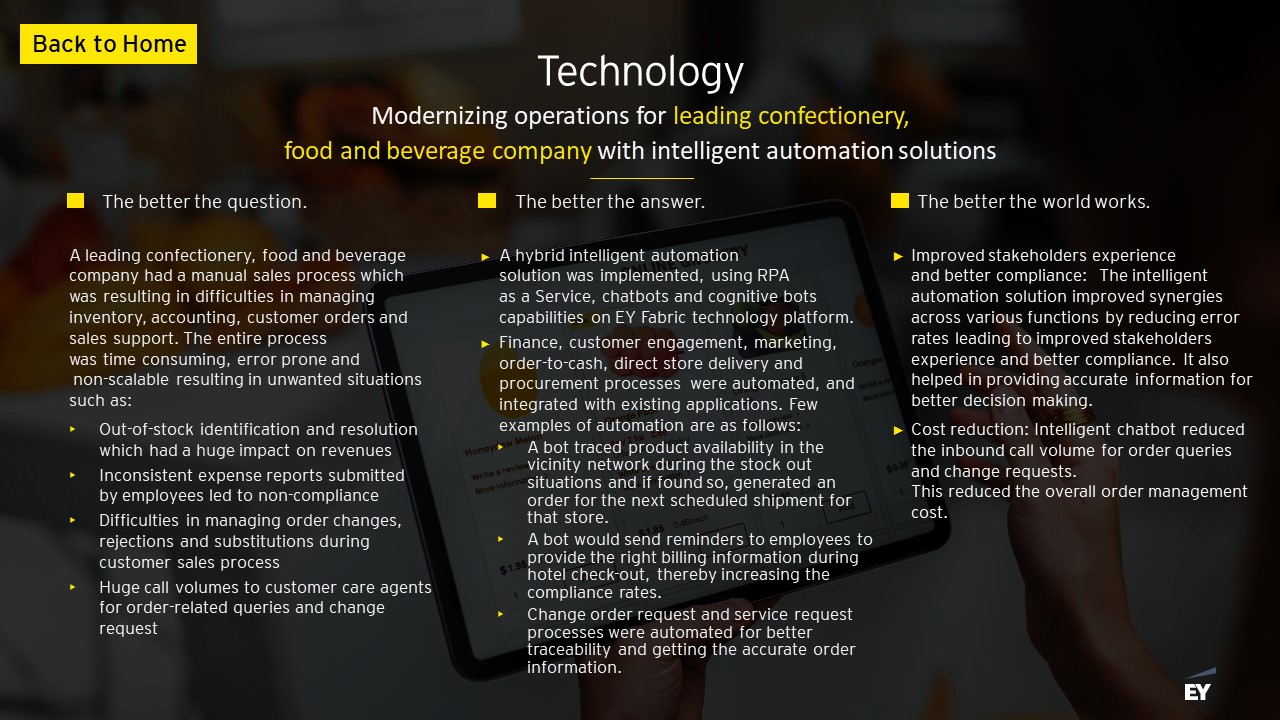 Back to Home
Technology
Modernizing operations for leading confectionery,
food and beverage company with intelligent automation solutions
The better the question.
A leading confectionery, food and beverage
company had a manual sales process which
was resulting in difficulties in managing
inventory, accounting, customer orders and
sales support. The entire process
was time consuming, error prone and
non-scalable resulting in unwanted situations
such as:
‣ Out-of-stock identification and resolution
which had a huge impact on revenues
‣ Inconsistent expense reports submitted
by employees led to non-compliance
‣ Difficulties in managing order changes,
rejections and substitutions during
customer sales process
‣ Huge call volumes to customer care agents
for order-related queries and change
request
The better the answer.
► A hybrid intelligent automation
solution was implemented, using RPA
as a Service, chatbots and cognitive bots
capabilities on EY Fabric technology platform.
► Finance, customer engagement, marketing,
order-to-cash, direct store delivery and
procurement processes were automated, and
integrated with existing applications. Few
examples of automation are as follows:
‣ A bot traced product availability in the
vicinity network during the stock out
situations and if found so, generated an
order for the next scheduled shipment for
that store.
‣ A bot would send reminders to employees to
provide the right billing information during
hotel check-out, thereby increasing the
compliance rates.
‣ Change order request and service request
processes were automated for better
traceability and getting the accurate order
information.
The better the world works.
► Improved stakeholders experience
and better compliance: The intelligent
automation solution improved synergies
across various functions by reducing error
rates leading to improved stakeholders
experience and better compliance. It also
helped in providing accurate information for
better decision making.
► Cost reduction: Intelligent chatbot reduced
the inbound call volume for order queries
and change requests.
This reduced the overall order management
cost.
EY